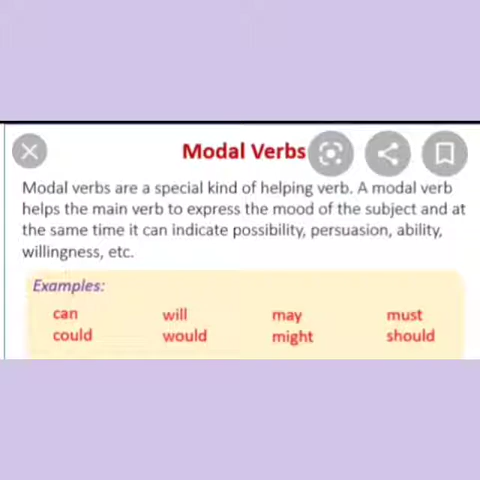 Modal Verbs
Modal verbs are a special kind of helping verb. A modal verb
helps the main verb to express the mood of the subject and at
the same time it can indicate possibility, persuasion, ability,
willingness, etc.
Examples:
can will may must
could would might should